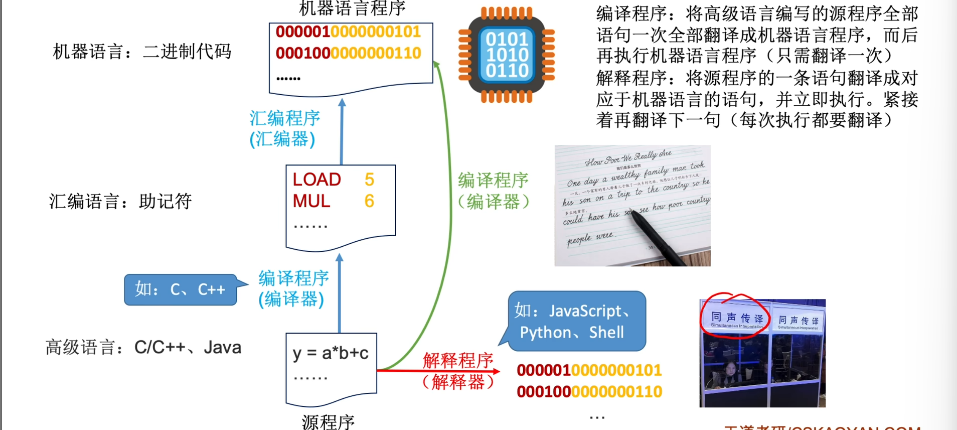 机器语言程序
机器语言：二进制代码
0000010000000101
0001000000000110
......
0101
1010
0110
编译程序：将高级语言编写的源程序全部
语句一次全部翻译成机器语言程序，而后
再执行机器语言程序（只需翻译一次）
解释程序：将源程序的一条语句翻译成对
应于机器语言的语句，并立即执行。紧接
着再翻译下一句（每次执行都要翻译）
汇编程序
(汇编器)
汇编语言：助记符
LOAD 5
MUL 6
......
编译程序
（编译器）
How Poor We Really Are
One day a wealthy family man took
his son on a trip to the country so he
could have his son see how poor country
people were
如：C、C++
编译程序
(编译器)
高级语言：C/C++、Java
y = a*b+c
......
源程序
解释程序
（解释器）
如：JavaScript、
Python、Shell
0000010000000101
0001000000000110
...
同声传译
同声传译